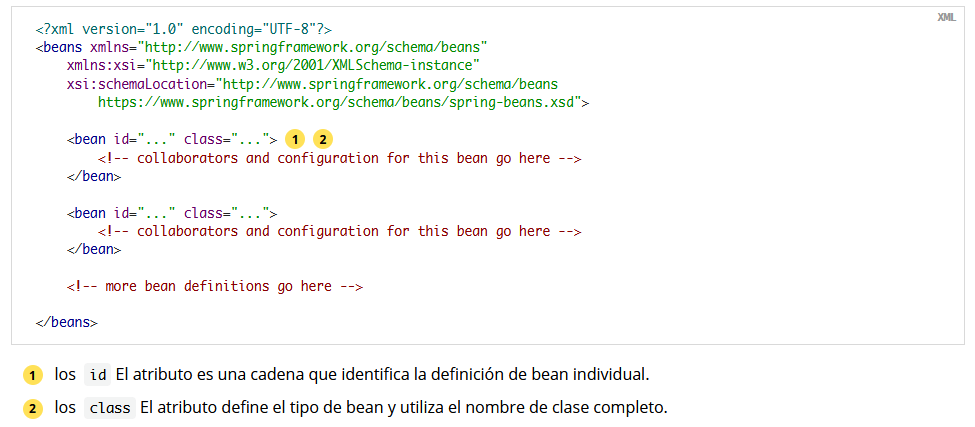 XML
<?xml version="1.0" encoding="UTF-8"?>
<beans xmlns="http://www.springframework.org/schema/beans"
    xmlns:xsi="http://www.w3.org/2001/XMLSchema-instance"
    xsi:schemaLocation="http://www.springframework.org/schema/beans
        https://www.springframework.org/schema/beans/spring-beans.xsd">
    <bean id="..." class="..."> 1 2
        <!-- collaborators and configuration for this bean go here -->
    </bean>
    <bean id="..." class="...">
        <!-- collaborators and configuration for this bean go here -->
    </bean>
    <!-- more bean definitions go here -->
</beans>
1 los id El atributo es una cadena que identifica la definición de bean individual.
2 los class El atributo define el tipo de bean y utiliza el nombre de clase completo.